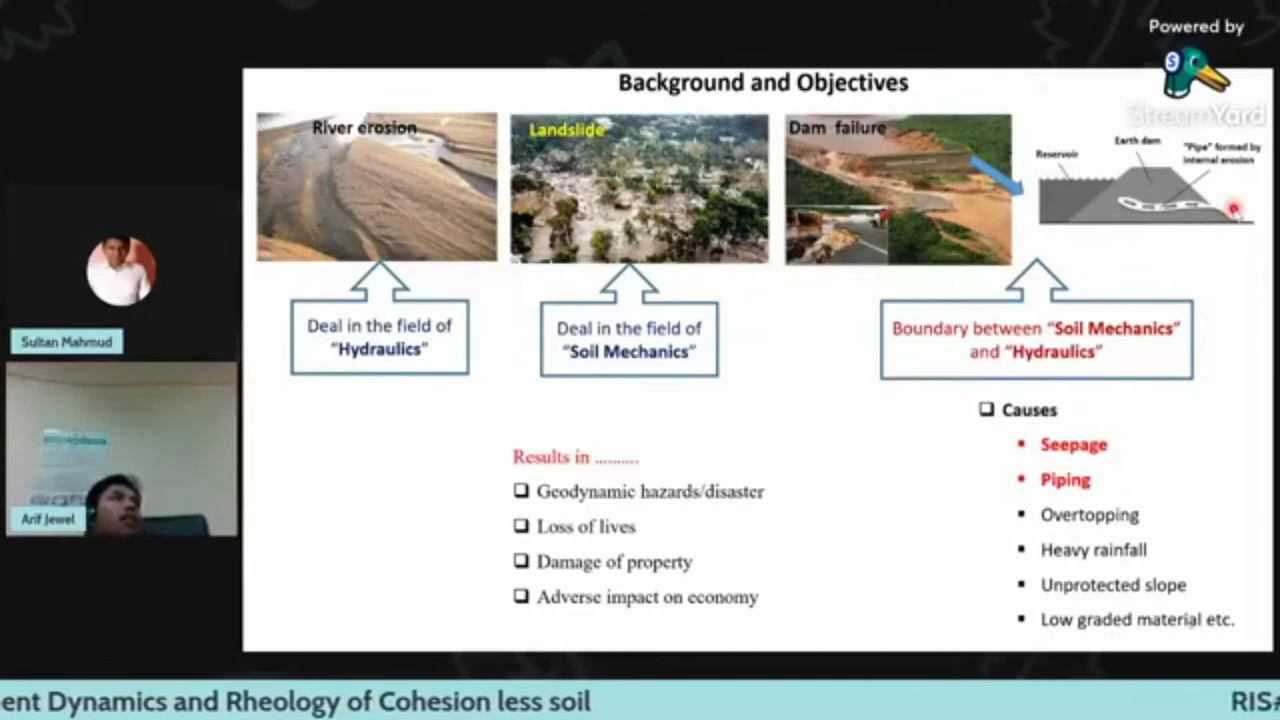 Powered by
StreamYard
Background and Objectives
River erosion
Landslide
Dam failure
Reservoir
Earth dam
"Pipe" formed by
internal erosion
Deal in the field of
"Hydraulics"
Deal in the field of
"Soil Mechanics"
Boundary between "Soil Mechanics"
and "Hydraulics"
Causes
Seepage
Piping
Overtopping
Heavy rainfall
Unprotected slope
Low graded material etc.
Results in ..........
Geodynamic hazards/disaster
Loss of lives
Damage of property
Adverse impact on economy
Sultan Mahmud
Arif Jewel
ent Dynamics and Rheology of Cohesion less soil
RIS